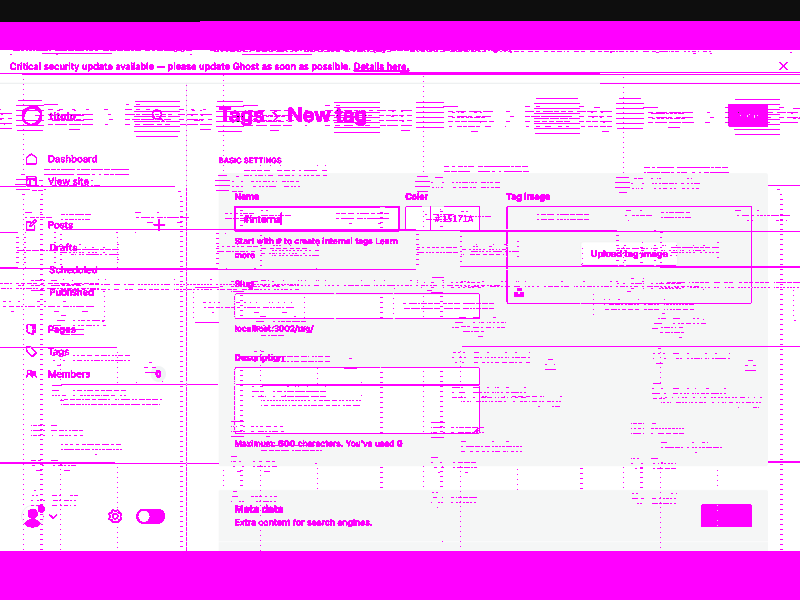 Critical security update available — please update Ghost as soon as possible. Details here.
titolo
Tags › New tag
Dashboard
View site
Posts
Drafts
Scheduled
Published
Pages
Tags
Members 0
BASIC SETTINGS
Name
#interna
Start with # to create internal tags Learn
more
Color
#15171A
Tag image
Upload tag image
Slug
localhost:3002/tag/
Description
Maximum: 500 characters. You've used 0
Meta data
Extra content for search engines.